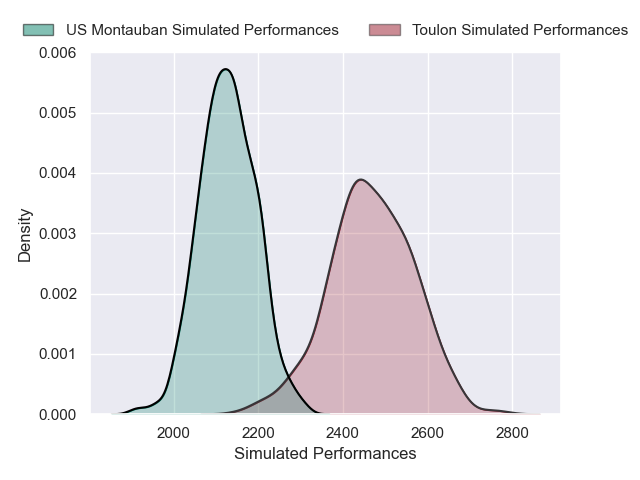 US Montauban Simulated Performances Toulon Simulated Performances
0.006
0.005
0.004
0.003
0.002
0.001
0.000
Density
2000 2200 2400 2600 2800
Simulated Performances